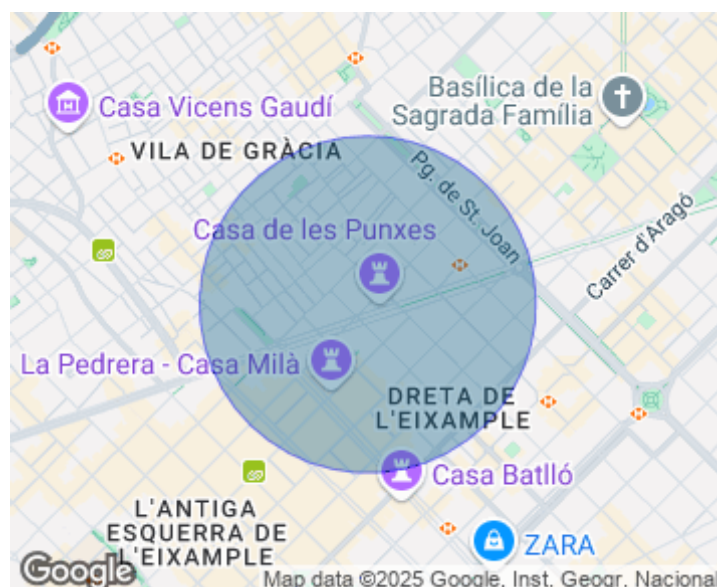 Basílica de la
Sagrada Família
Casa Vicens Gaudí
VILA DE GRÀCIA
Pg. de St. Joan
Casa de les Punxes
Carrer d'Aragó
La Pedrera - Casa Milà
DRETA DE
L'EIXAMPLE
Casa Batlló
L'ANTIGA
ESQUERRA DE
L'EIXAMPLE
ZARA
Google
Map data ©2025 Google, Inst. Geogr. Nacional